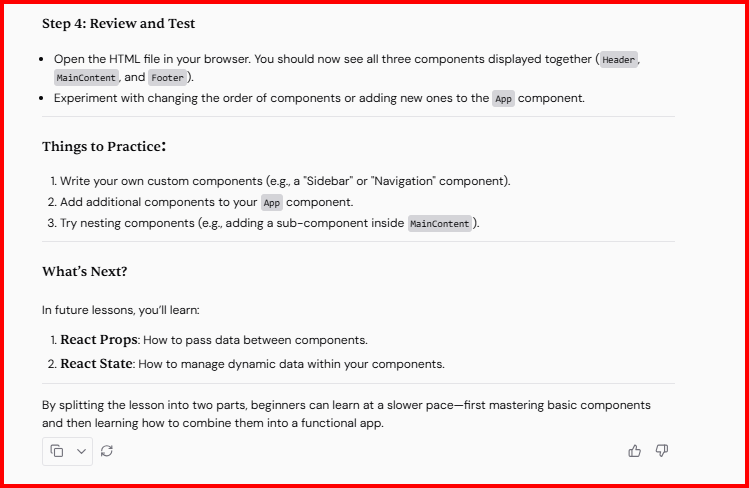 Step 4: Review and Test
• Open the HTML file in your browser. You should now see all three components displayed together ( Header ,
MainContent , and Footer ).
• Experiment with changing the order of components or adding new ones to the App component.
Things to Practice:
1. Write your own custom components (e.g., a "Sidebar" or "Navigation" component).
2. Add additional components to your App component.
3. Try nesting components (e.g., adding a sub-component inside MainContent ).
What's Next?
In future lessons, you'll learn:
1. React Props: How to pass data between components.
2. React State: How to manage dynamic data within your components.
By splitting the lesson into two parts, beginners can learn at a slower pace—first mastering basic components
and then learning how to combine them into a functional app.